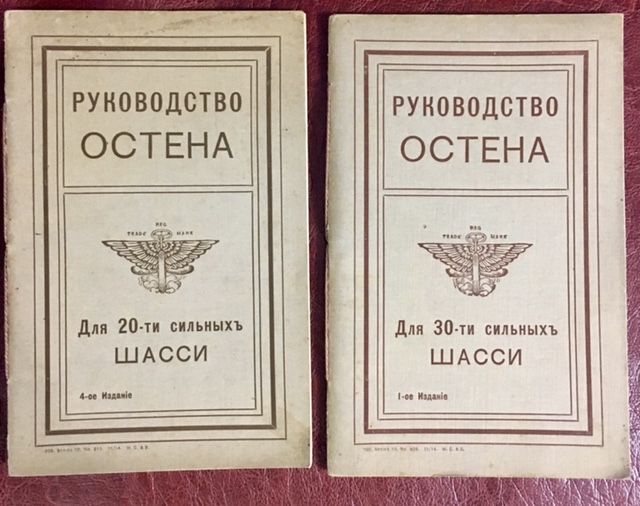 РУКОВОДСТВО
ОСТЕНА
REG
TRADE MARK
Для 20-ти сильныхъ
ШАССИ
4-ое Изданіе
РУКОВОДСТВО
ОСТЕНА
REG
TRADE MARK
Для 30-ти сильныхъ
ШАССИ
1-ое Изданіе